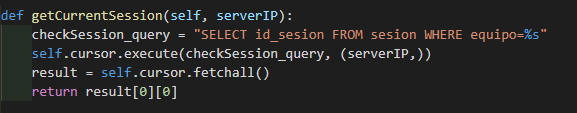 def getCurrentSession(self, serverIP):
    checkSession_query = "SELECT id_sesion FROM sesion WHERE equipo=%s"
    self.cursor.execute(checkSession_query, (serverIP,))
    result = self.cursor.fetchall()
    return result[0][0]